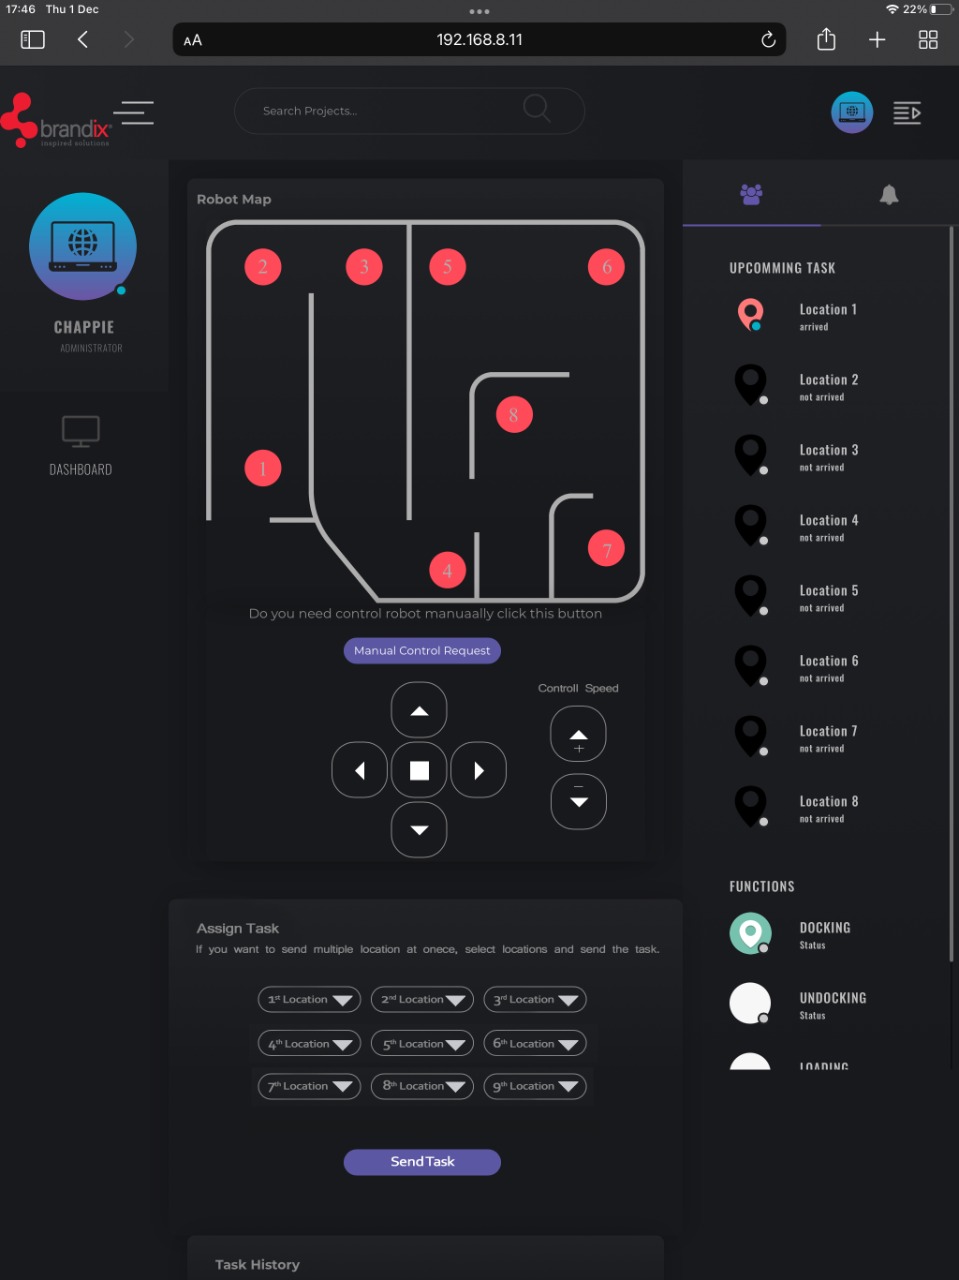 17:46 Thu 1 Dec
22%
AA
192.168.8.11
brandix
inspired solutions
Search Projects...
CHAPPIE
ADMINISTRATOR
DASHBOARD
Robot Map
2
3
5
6
8
1
7
4
Do you need control robot manuaally click this button
Manual Control Request
Controll Speed
+
−
Assign Task
If you want to send multiple location at onece, select locations and send the task.
1st Location
2nd Location
3rd Location
4th Location
5th Location
6th Location
7th Location
8th Location
9th Location
Send Task
Task History
UPCOMMING TASK
Location 1
arrived
Location 2
not arrived
Location 3
not arrived
Location 4
not arrived
Location 5
not arrived
Location 6
not arrived
Location 7
not arrived
Location 8
not arrived
FUNCTIONS
DOCKING
Status
UNDOCKING
Status
LOADING